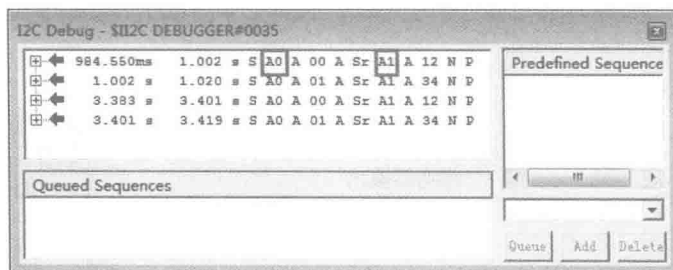 I2C Debug - $II2C DEBUGGER#0035
984.550ms 1.002 s S A0 A 00 A Sr A1 A 12 N P
1.002 s 1.020 s S A0 A 01 A Sr A1 A 34 N P
3.383 s 3.401 s S A0 A 00 A Sr A1 A 12 N P
3.401 s 3.419 s S A0 A 01 A Sr A1 A 34 N P
Predefined Sequence
Queued Sequences
Queue Add Delete